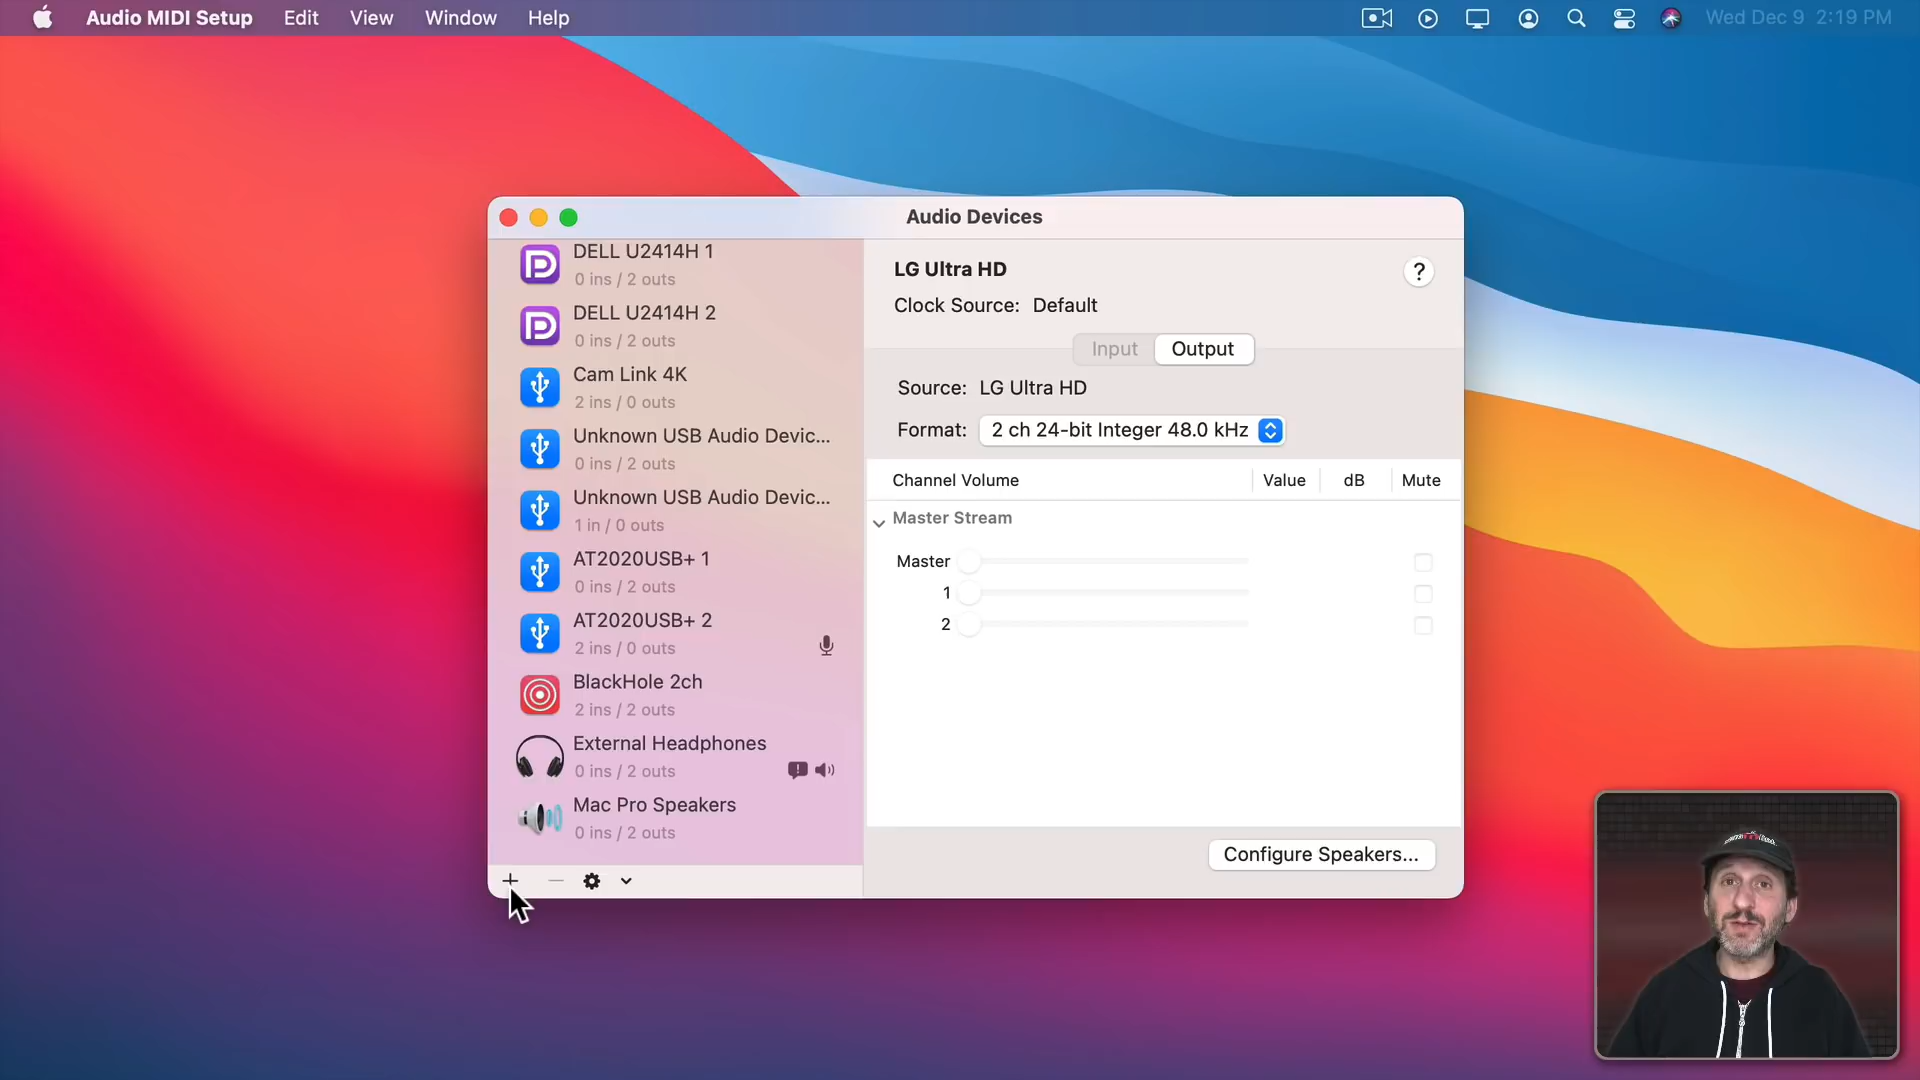 Audio MIDI Setup Edit View Window Help Wed Dec 9 2:19 PM
Audio Devices
DELL U2414H 1
0 ins / 2 outs
DELL U2414H 2
0 ins / 2 outs
Cam Link 4K
2 ins / 0 outs
Unknown USB Audio Devic...
0 ins / 2 outs
Unknown USB Audio Devic...
1 in / 0 outs
AT2020USB+ 1
0 ins / 2 outs
AT2020USB+ 2
2 ins / 0 outs
BlackHole 2ch
2 ins / 2 outs
External Headphones
0 ins / 2 outs
Mac Pro Speakers
0 ins / 2 outs
LG Ultra HD
?
Clock Source: Default
Input Output
Source: LG Ultra HD
Format: 2 ch 24-bit Integer 48.0 kHz
Channel Volume Value dB Mute
Master Stream
Master
1
2
Configure Speakers...